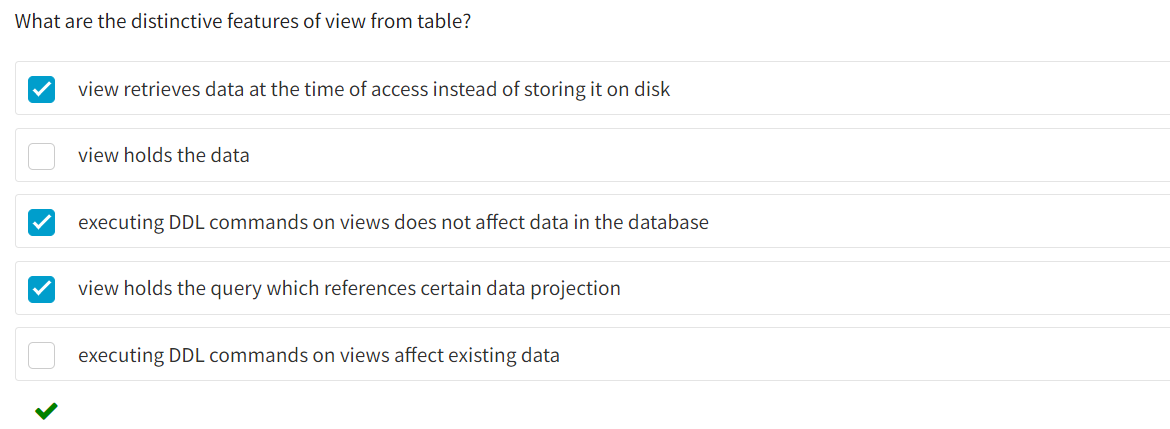 What are the distinctive features of view from table?
view retrieves data at the time of access instead of storing it on disk
view holds the data
executing DDL commands on views does not affect data in the database
view holds the query which references certain data projection
executing DDL commands on views affect existing data